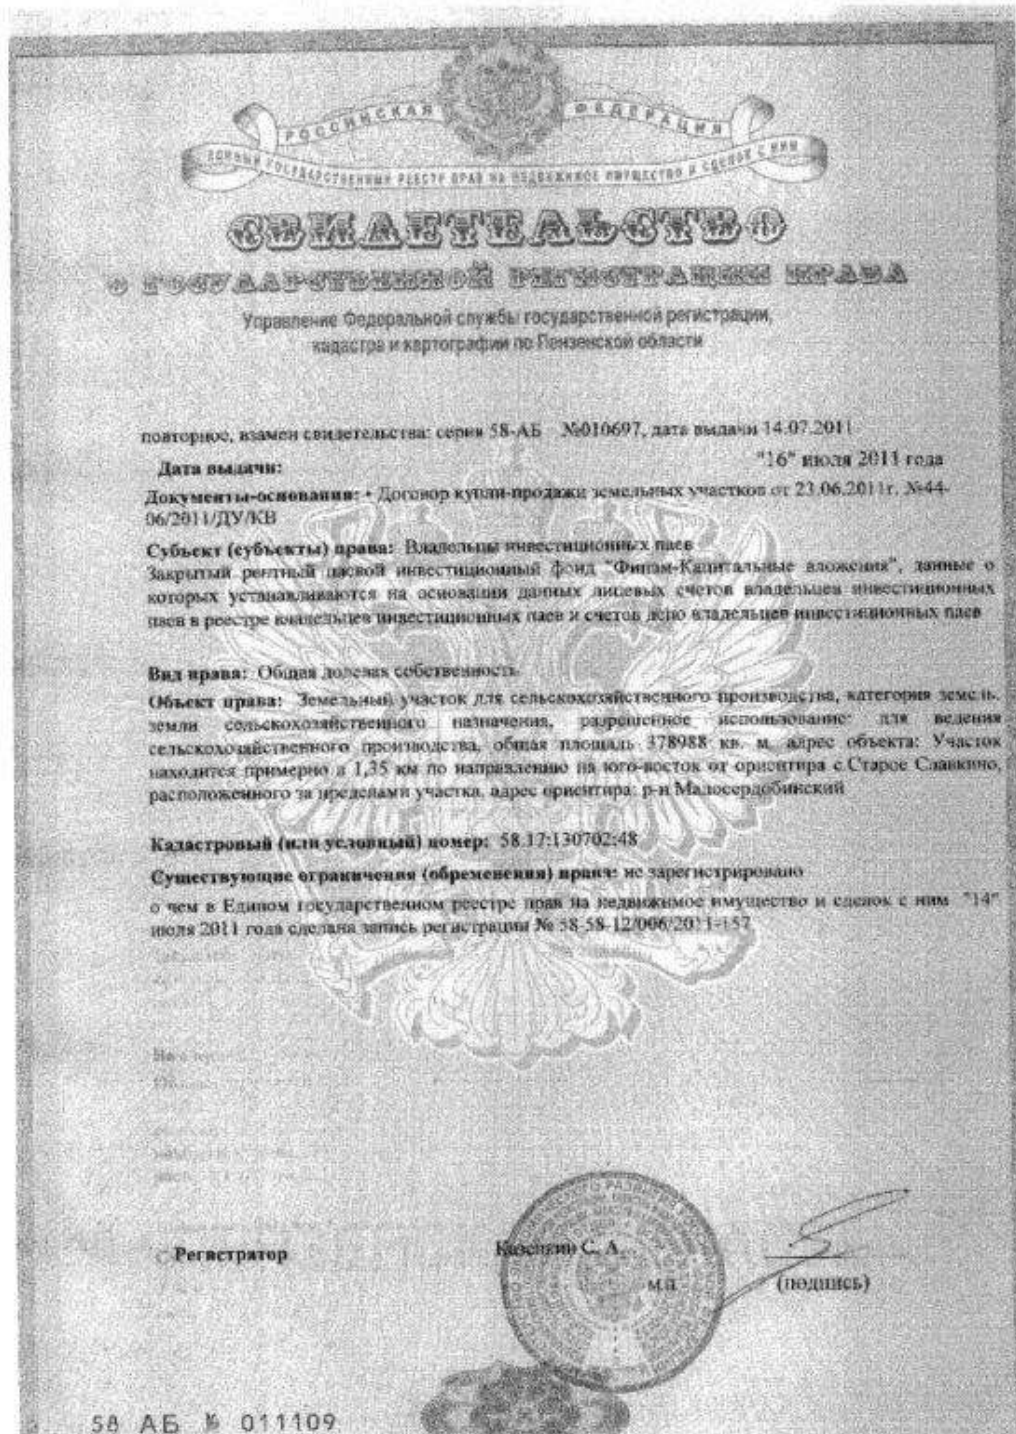 РОССИЙСКАЯ ФЕДЕРАЦИЯ
ЕДИНЫЙ ГОСУДАРСТВЕННЫЙ РЕЕСТР ПРАВ НА НЕДВИЖИМОЕ ИМУЩЕСТВО И СДЕЛОК С НИМ
СВИДЕТЕЛЬСТВО
О ГОСУДАРСТВЕННОЙ РЕГИСТРАЦИИ ПРАВА
Управление Федеральной службы государственной регистрации,
кадастра и картографии по Пензенской области
повторное, взамен свидетельства: серия 58-АБ №010697, дата выдачи 14.07.2011
Дата выдачи: "16" июля 2011 года
Документы-основания: • Договор купли-продажи земельных участков от 23.06.2011г. №44-
06/2011/ДУ/КВ
Субъект (субъекты) права: Владельцы инвестиционных паев
Закрытый рентный паевой инвестиционный фонд "Финам-Капитальные вложения", данные о
которых устанавливаются на основании данных лицевых счетов владельцев инвестиционных
паев в реестре владельцев инвестиционных паев и счетов депо владельцев инвестиционных паев
Вид права: Общая долевая собственность
Объект права: Земельный участок для сельскохозяйственного производства, категория земель:
земли сельскохозяйственного назначения, разрешенное использование: для ведения
сельскохозяйственного производства, общая площадь 378988 кв. м, адрес объекта: Участок
находится примерно в 1,35 км по направлению на юго-восток от ориентира с.Старое Славкино,
расположенного за пределами участка, адрес ориентира: р-н Малосердобинский
Кадастровый (или условный) номер: 58:17:130702:48
Существующие ограничения (обременения) права: не зарегистрировано
о чем в Едином государственном реестре прав на недвижимое имущество и сделок с ним "14"
июля 2011 года сделана запись регистрации № 58-58-12/006/2011-157
Регистратор С. А.
м.п.
(подпись)
58 АБ № 011109